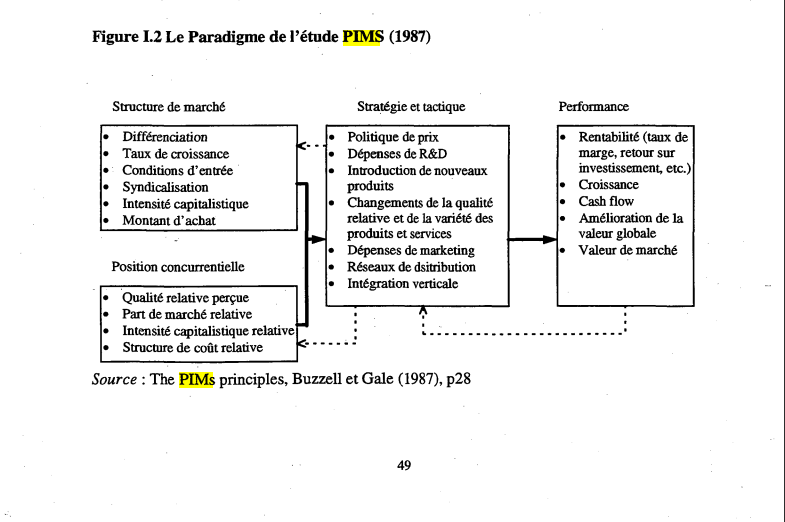 Figure I.2 Le Paradigme de l'étude PIMS (1987)
Structure de marché
• Différenciation
• Taux de croissance
• Conditions d'entrée
• Syndicalisation
• Intensité capitalistique
• Montant d'achat
Position concurrentielle
• Qualité relative perçue
• Part de marché relative
• Intensité capitalistique relative
• Structure de coût relative
Stratégie et tactique
• Politique de prix
• Dépenses de R&D
• Introduction de nouveaux
produits
• Changements de la qualité
relative et de la variété des
produits et services
• Dépenses de marketing
• Réseaux de dsitribution
• Intégration verticale
Performance
• Rentabilité (taux de
marge, retour sur
investissement, etc.)
• Croissance
• Cash flow
• Amélioration de la
valeur globale
• Valeur de marché
Source : The PIMs principles, Buzzell et Gale (1987), p28
49